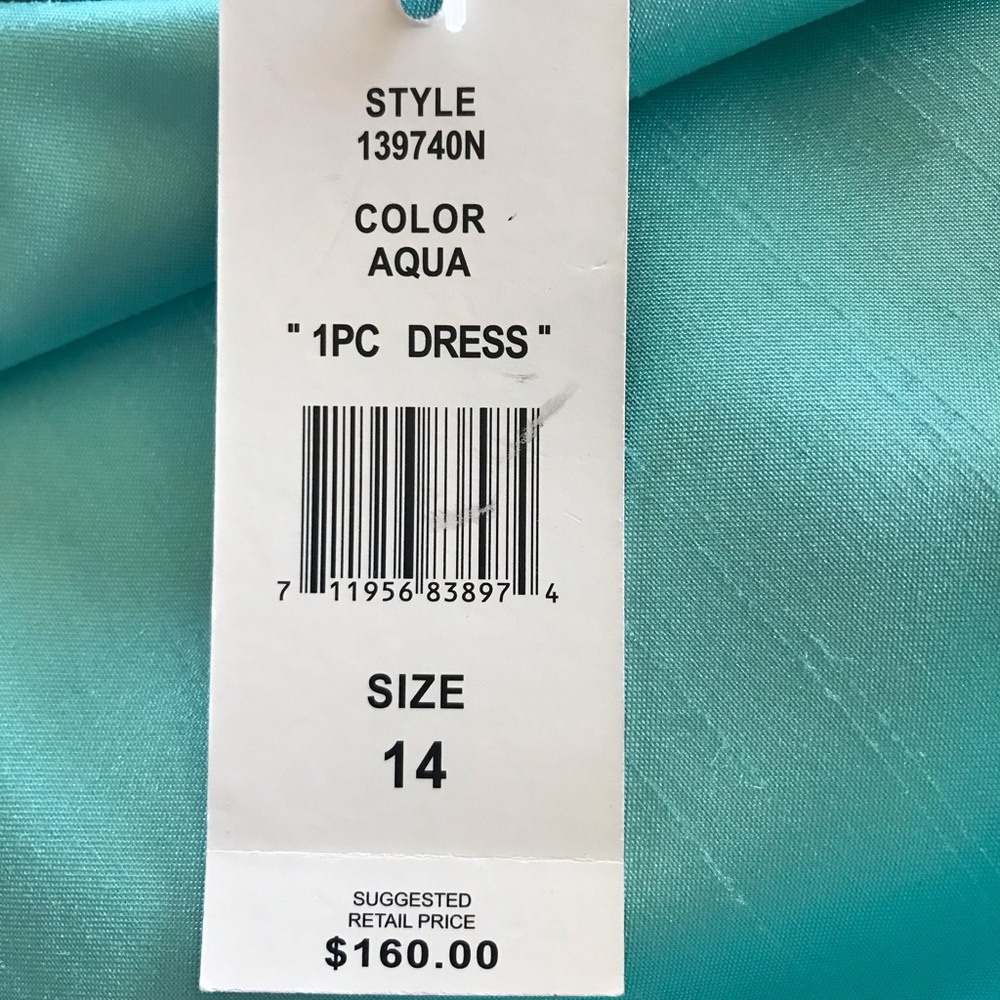 STYLE
139740N
COLOR
AQUA
" 1PC DRESS "
7 11956 83897 4
SIZE
14
SUGGESTED
RETAIL PRICE
$160.00